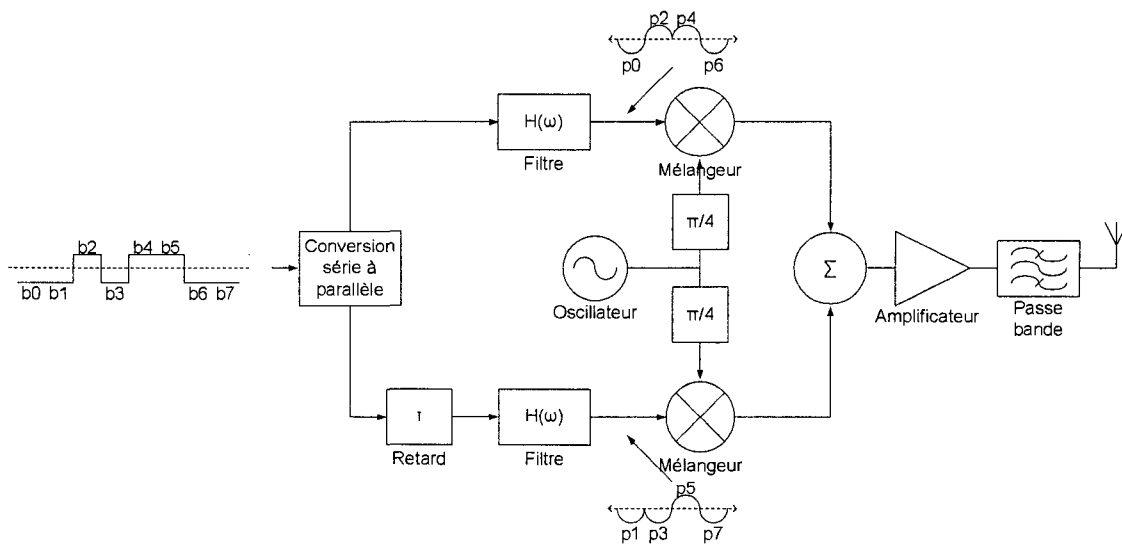 p2 p4
p0
p6
H(ω)
Filtre
Mélangeur
π/4
b2
b4 b5
b0 b1
b3
b6 b7
Conversion
série à
parallèle
Oscillateur
Σ
Amplificateur
Passe
bande
π/4
τ
Retard
H(ω)
Filtre
Mélangeur
p5
p1 p3
p7